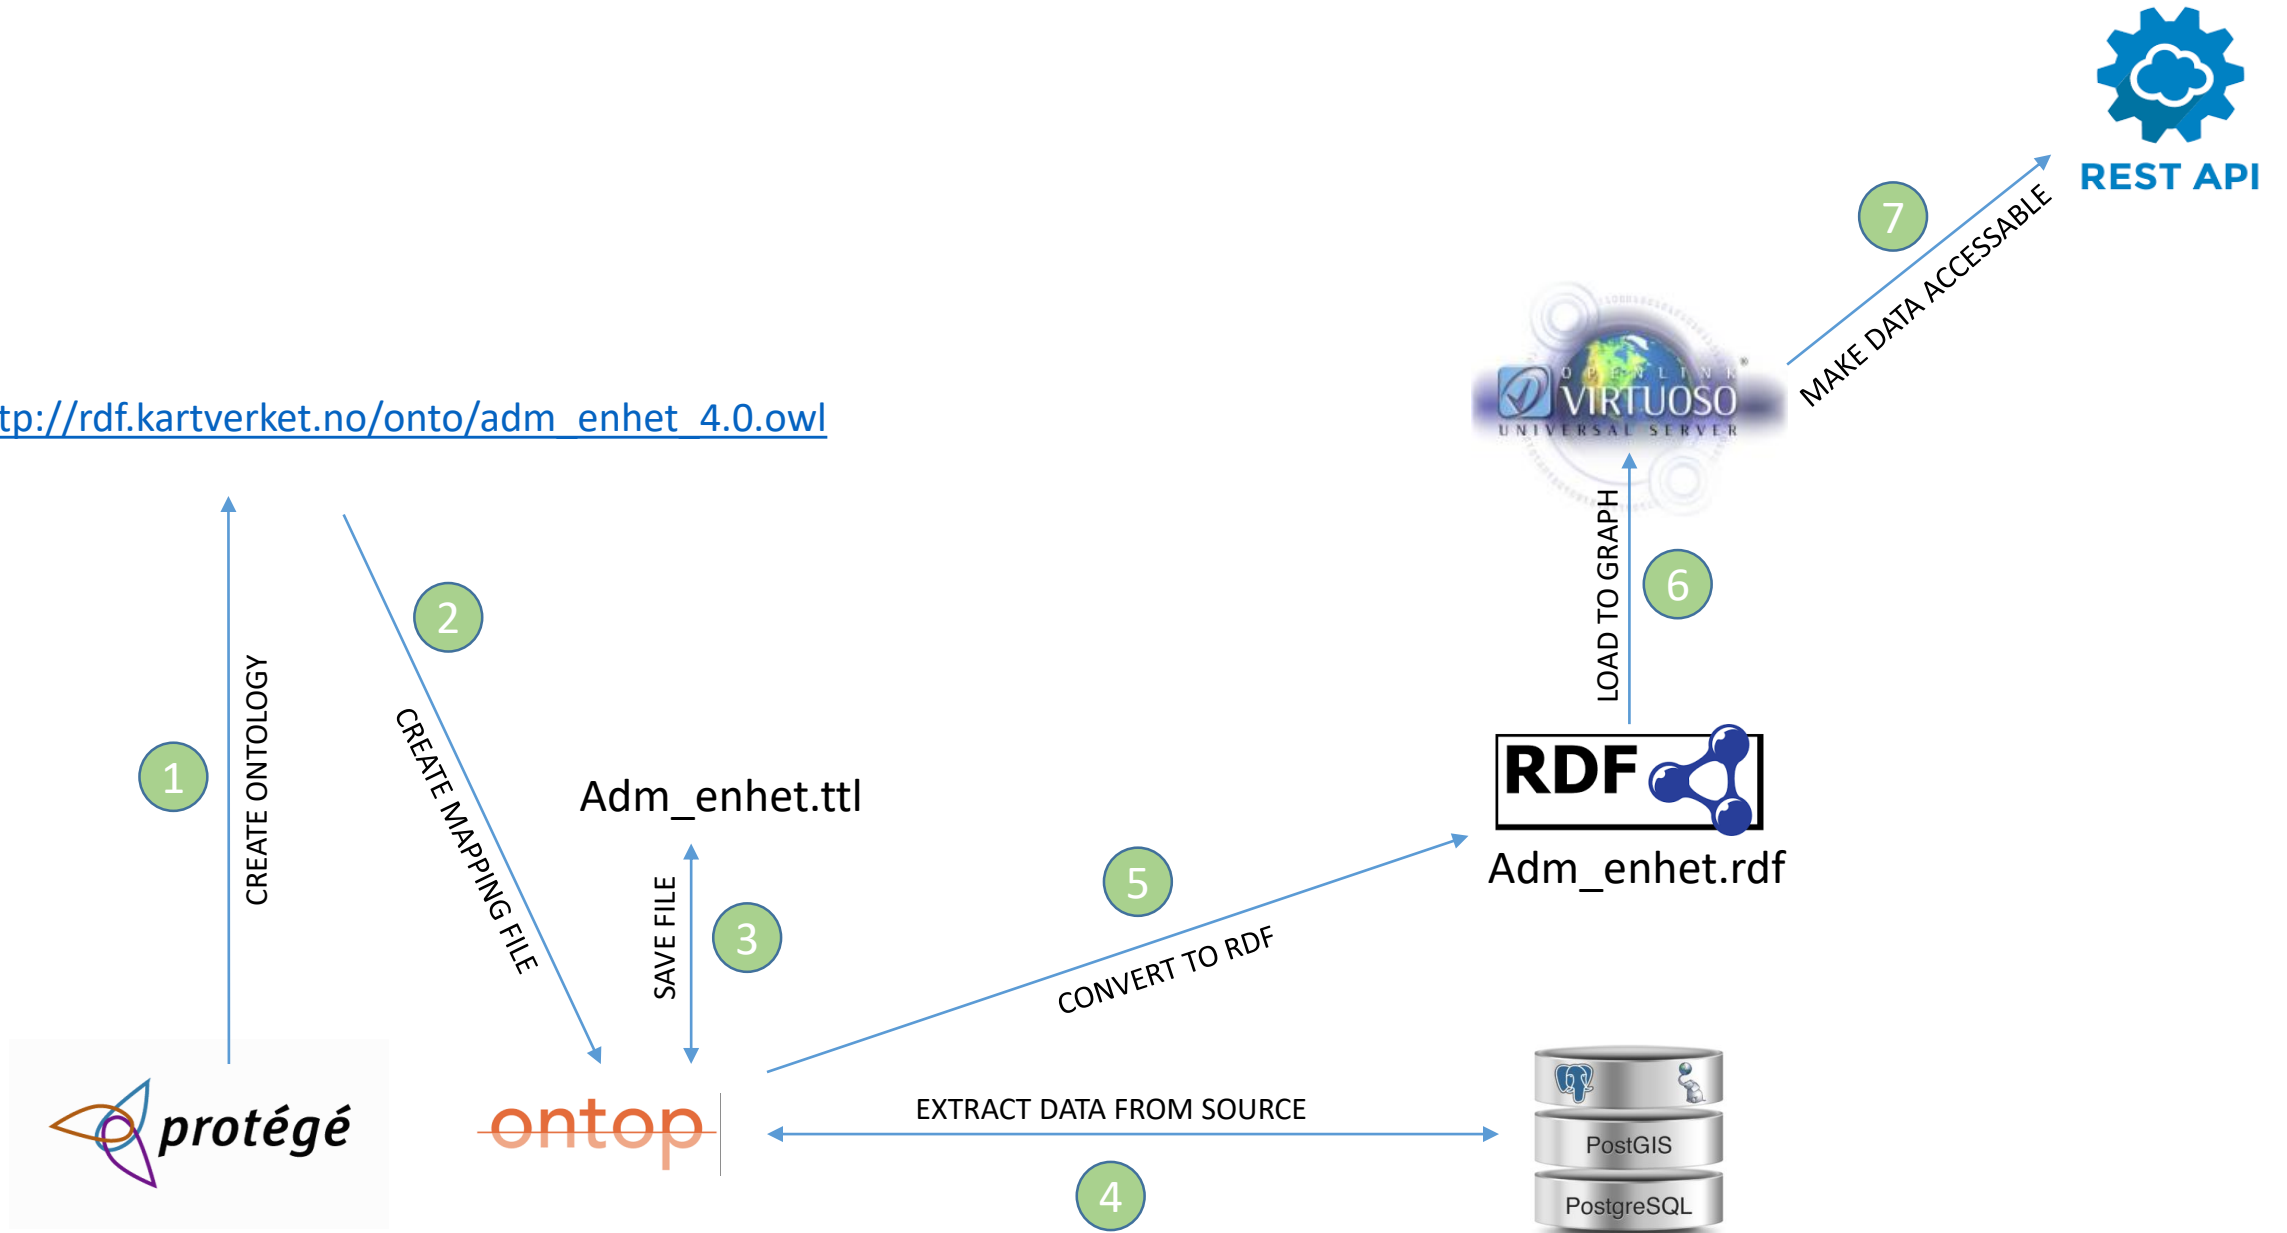 REST API
7
MAKE DATA ACCESSABLE
OPENLINK
VIRTUOSO
UNIVERSAL SERVER
tp://rdf.kartverket.no/onto/adm_enhet_4.0.owl
LOAD TO GRAPH
6
2
CREATE MAPPING FILE
1
CREATE ONTOLOGY
RDF
Adm_enhet.rdf
Adm_enhet.ttl
SAVE FILE
3
5
CONVERT TO RDF
protégé
ontop
EXTRACT DATA FROM SOURCE
4
PostGIS
PostgreSQL